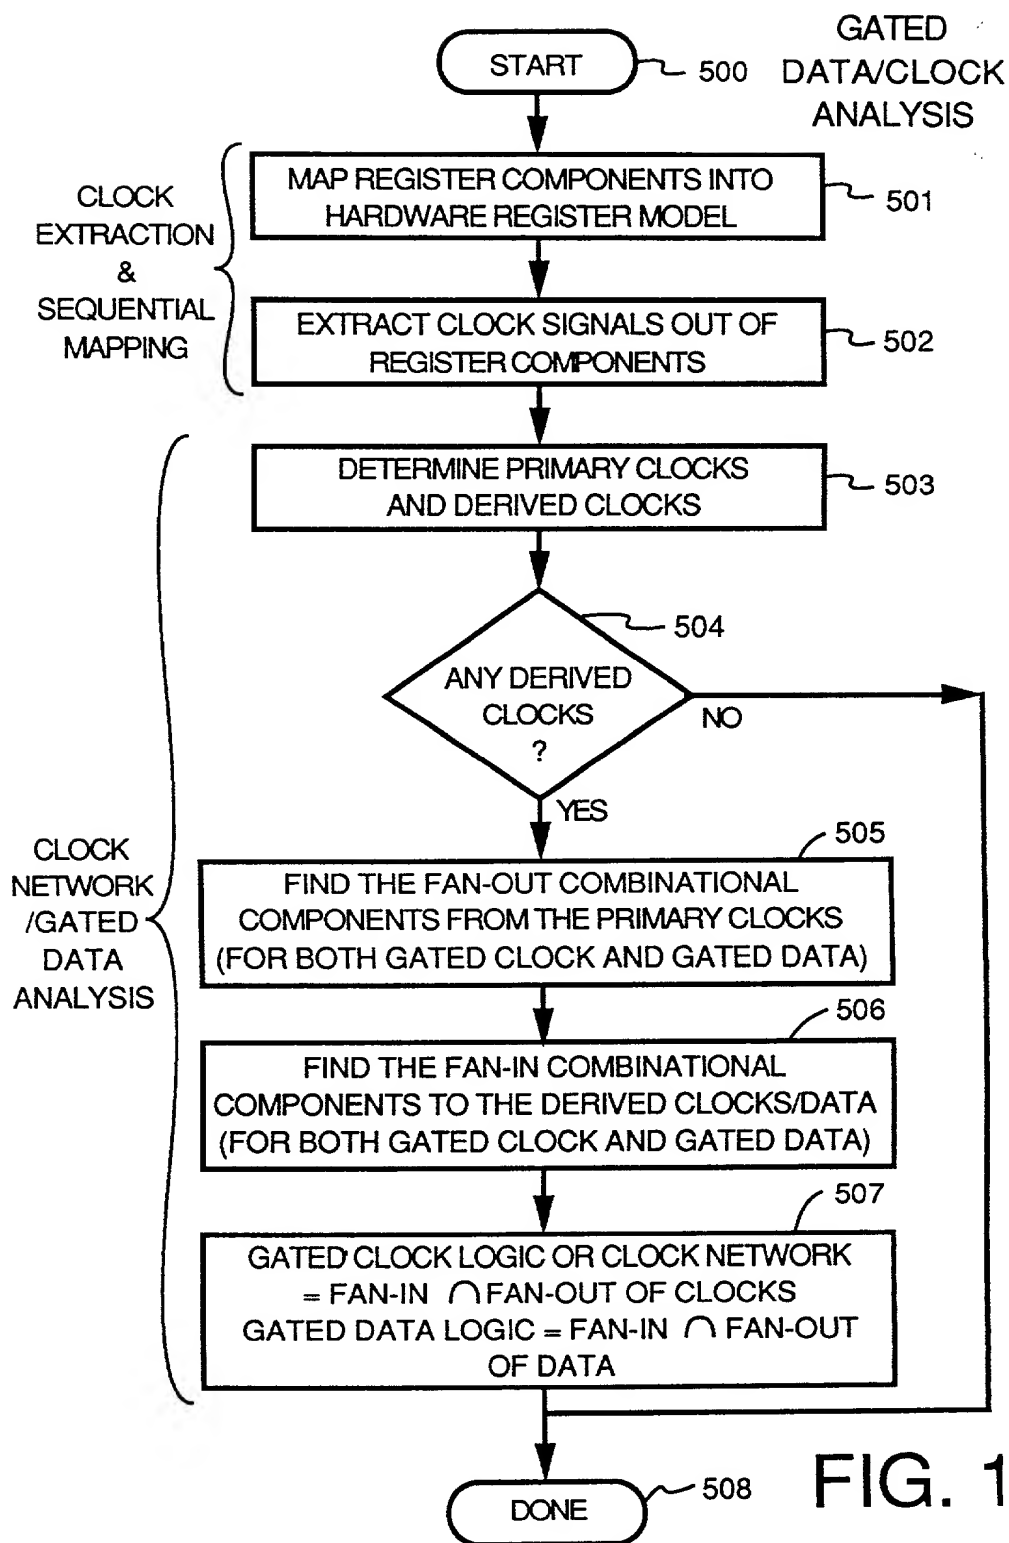 GATED
DATA/CLOCK
ANALYSIS
START
500
CLOCK
EXTRACTION
&
SEQUENTIAL
MAPPING
MAP REGISTER COMPONENTS INTO
HARDWARE REGISTER MODEL
501
EXTRACT CLOCK SIGNALS OUT OF
REGISTER COMPONENTS
502
DETERMINE PRIMARY CLOCKS
AND DERIVED CLOCKS
503
504
ANY DERIVED
CLOCKS
?
NO
YES
CLOCK
NETWORK
/GATED
DATA
ANALYSIS
505
FIND THE FAN-OUT COMBINATIONAL
COMPONENTS FROM THE PRIMARY CLOCKS
(FOR BOTH GATED CLOCK AND GATED DATA)
506
FIND THE FAN-IN COMBINATIONAL
COMPONENTS TO THE DERIVED CLOCKS/DATA
(FOR BOTH GATED CLOCK AND GATED DATA)
507
GATED CLOCK LOGIC OR CLOCK NETWORK
= FAN-IN ∩ FAN-OUT OF CLOCKS
GATED DATA LOGIC = FAN-IN ∩ FAN-OUT
OF DATA
DONE
508
FIG. 1